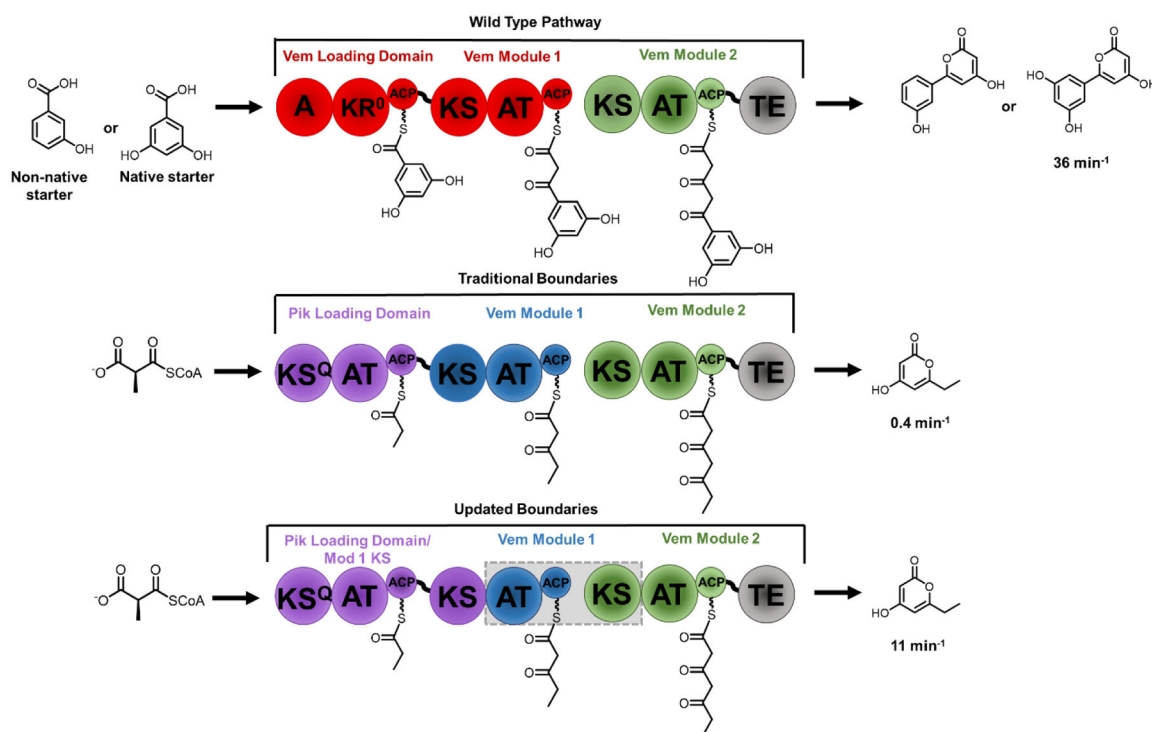 Wild Type Pathway
Vem Loading Domain Vem Module 1 Vem Module 2
O OH OH or O OH HO OH
A KR⁰ ACP KS AT ACP KS AT ACP TE
Non-native starter
Native starter
S O OH HO
S O O OH HO
S O O O OH HO
O O OH OH or O O HO OH OH
36 min⁻¹
Traditional Boundaries
Pik Loading Domain Vem Module 1 Vem Module 2
⁻O O O SCoA
KS^Q AT ACP KS AT ACP KS AT ACP TE
S O
S O O
S O O O
O O HO
0.4 min⁻¹
Updated Boundaries
Pik Loading Domain/
Mod 1 KS
Vem Module 1 Vem Module 2
⁻O O O SCoA
KS^Q AT ACP KS AT ACP KS AT ACP TE
S O
S O O
S O O O
O O HO
11 min⁻¹